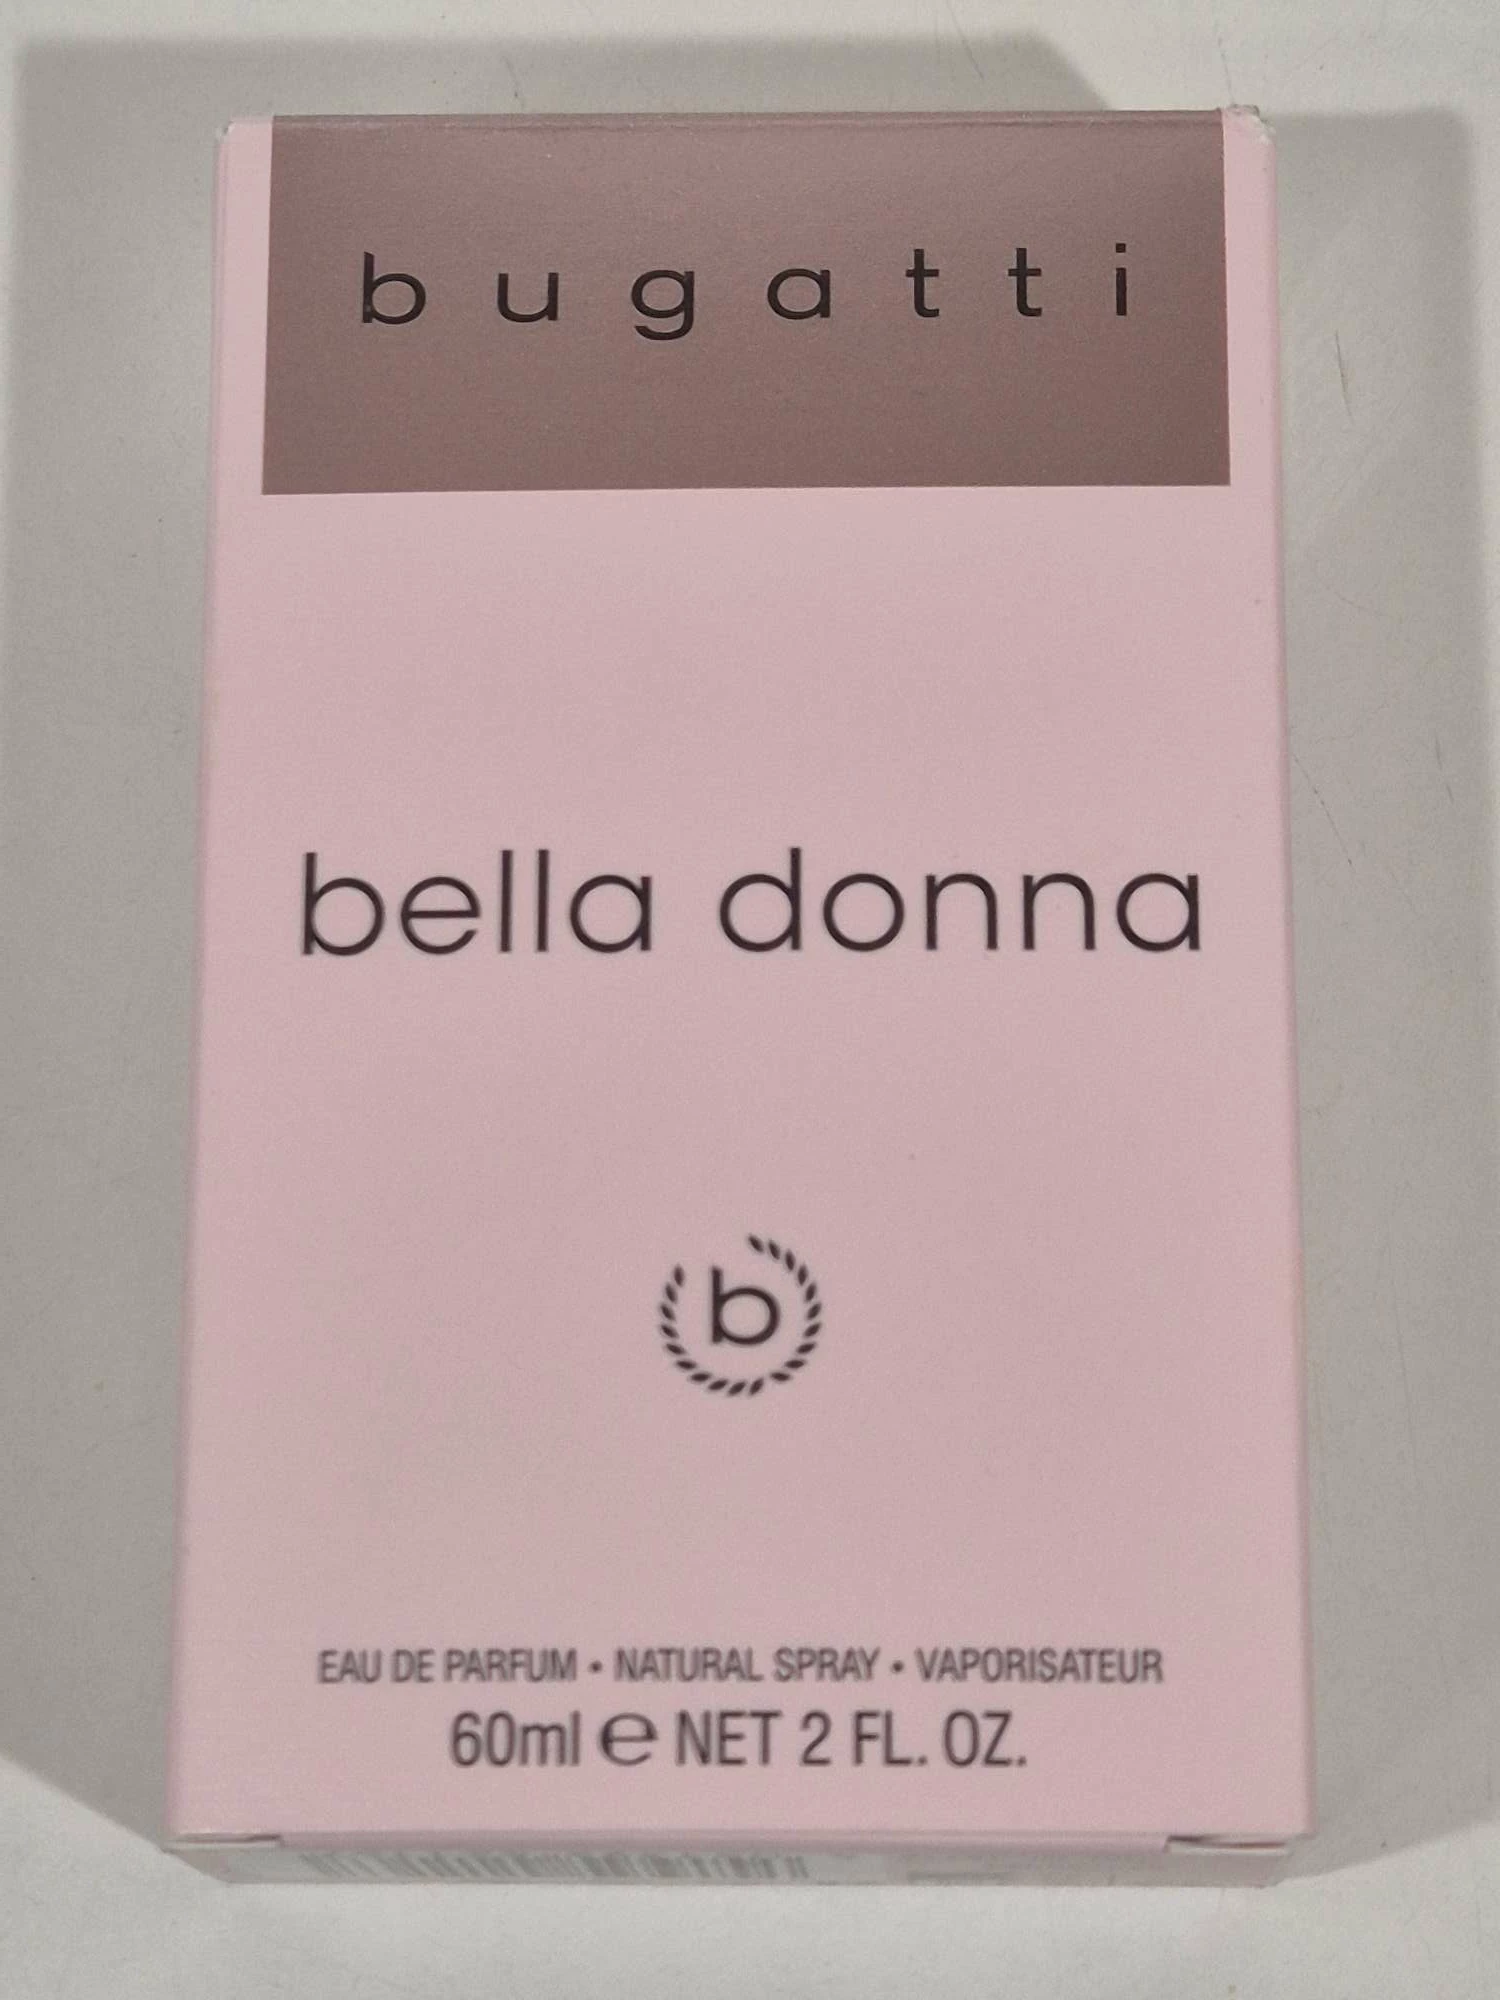 bugatti
bella donna
b
EAU DE PARFUM • NATURAL SPRAY • VAPORISATEUR
60ml ℮ NET 2 FL. OZ.